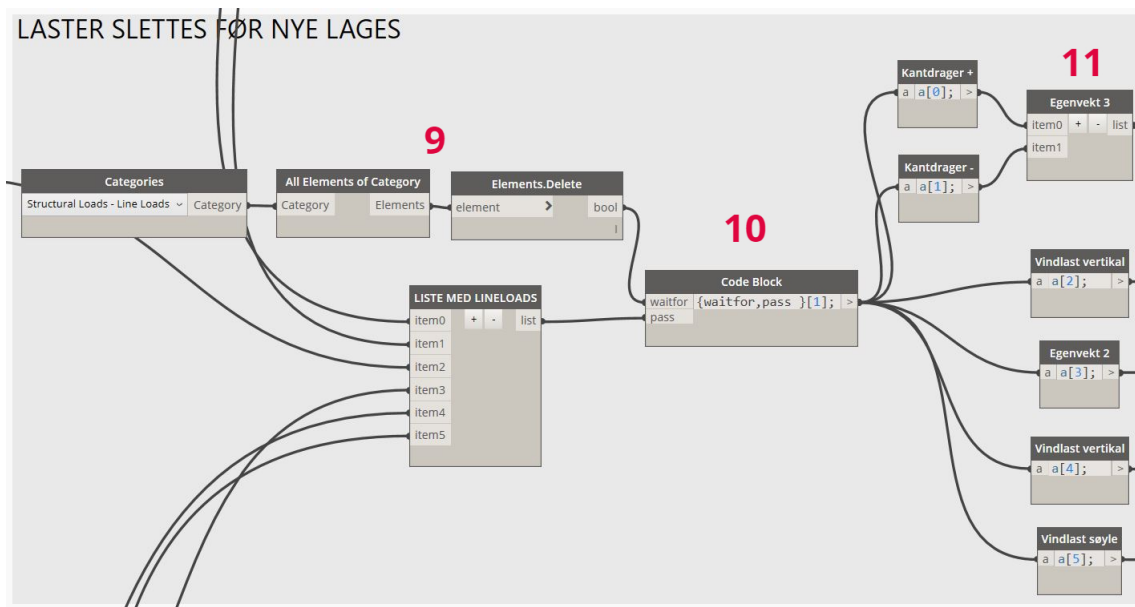 LASTER SLETTES FØR NYE LAGES
9
Categories
Structural Loads - Line Loads
Category
All Elements of Category
Category
Elements
Elements.Delete
element >
bool
l
LISTE MED LINELOADS
item0 + - list
item1
item2
item3
item4
item5
10
Code Block
waitfor {waitfor,pass }[1]; >
pass
11
Kantdrager +
a a[0]; >
Kantdrager -
a a[1]; >
Egenvekt 3
item0 + - list
item1
Vindlast vertikal
a a[2]; >
Egenvekt 2
a a[3]; >
Vindlast vertikal
a a[4]; >
Vindlast søyle
a a[5]; >